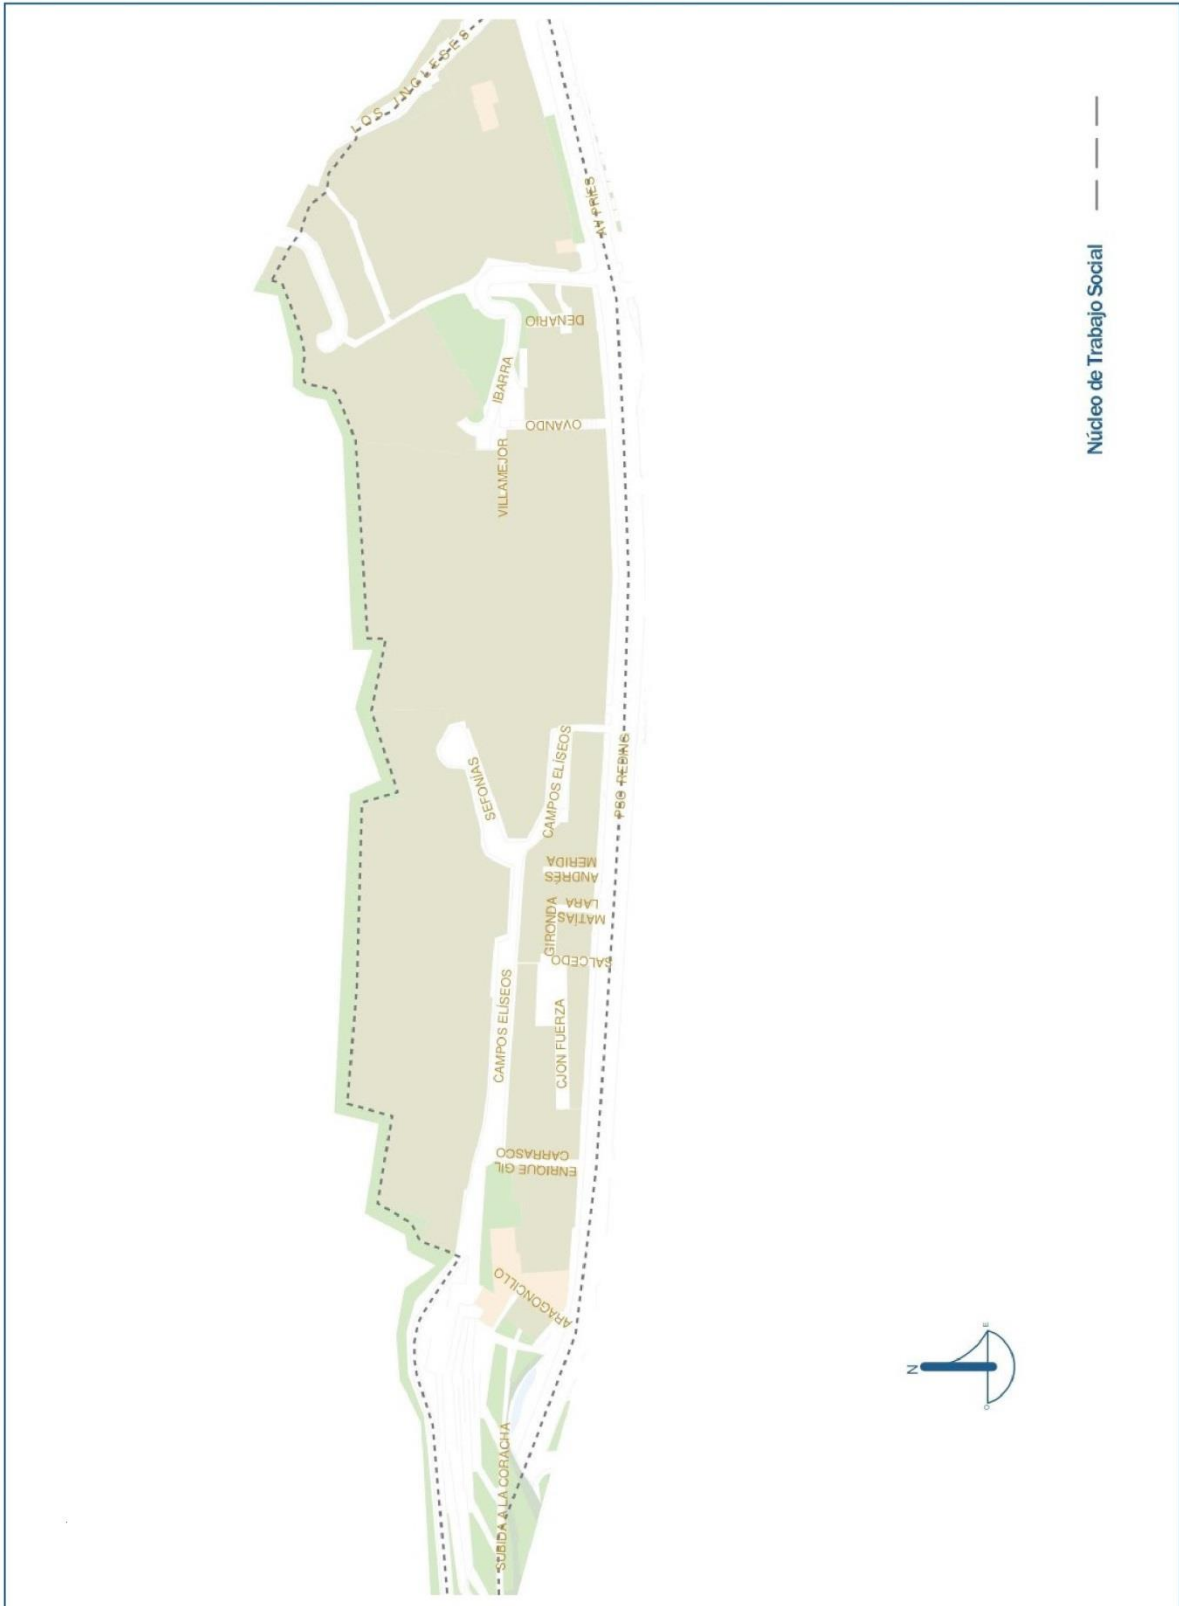 LOS INGLESES
AV PRÍES
DENARIO
IBARRA
OVANDO
VILLAMEJOR
SEFONÍAS
CAMPOS ELÍSEOS
PSO REDING
ANDRÉS
MERIDA
MATÍAS
LARA
GIRONDA
SALCEDO
CAMPOS ELÍSEOS
CJON FUERZA
ENRIQUE GIL
CARRASCO
ARAGONCILLO
SUBIDA A LA CORACHA
Núcleo de Trabajo Social
N
E
O